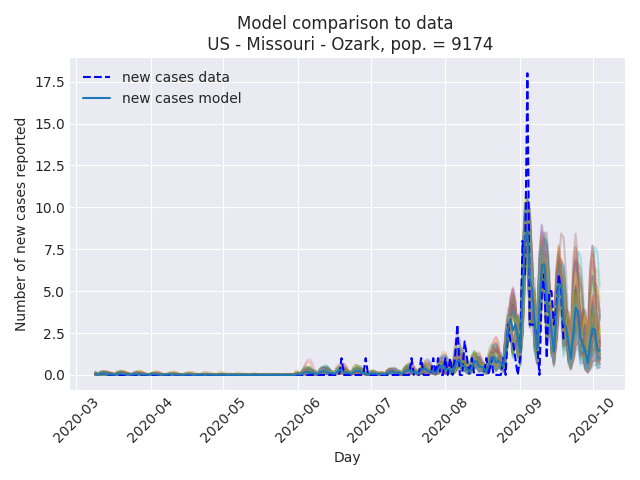 Model comparison to data
US - Missouri - Ozark, pop. = 9174
new cases data
new cases model
Number of new cases reported
17.5
15.0
12.5
10.0
7.5
5.0
2.5
0.0
2020-03
2020-04
2020-05
2020-06
2020-07
2020-08
2020-09
2020-10
Day